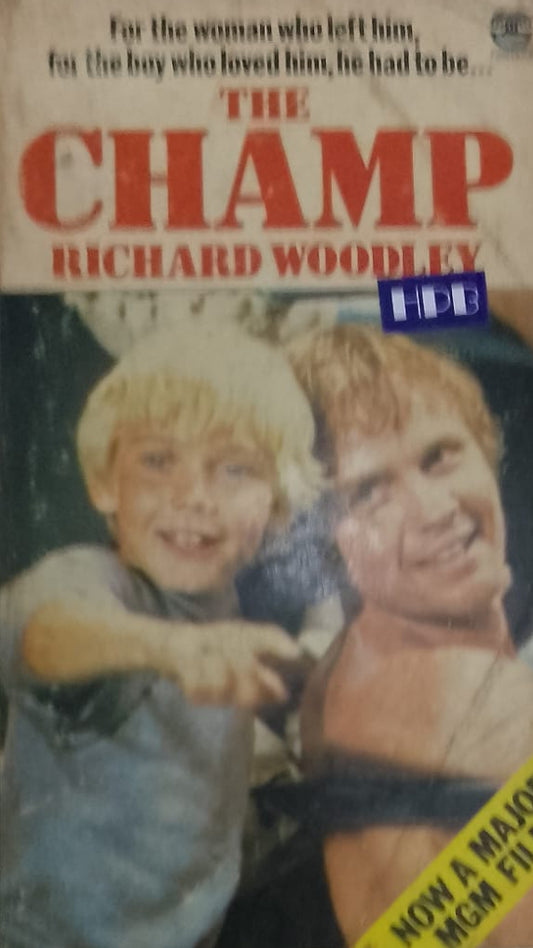 For the woman who left him,
for the boy who loved him, he had to be...
THE
CHAMP
RICHARD WOODLEY
HPB
NOW A MAJOR
MGM FIL